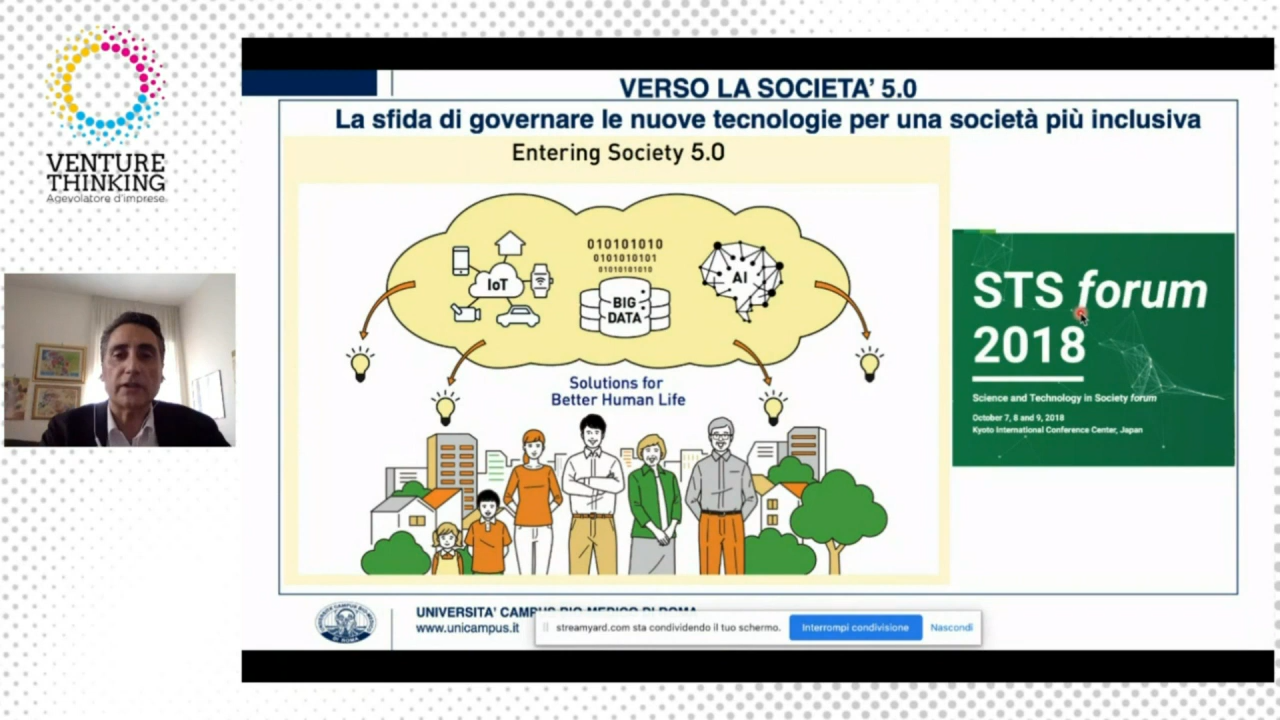 VENTURE
THINKING
Agevolatore d'imprese
VERSO LA SOCIETA' 5.0
La sfida di governare le nuove tecnologie per una società più inclusiva
Entering Society 5.0
IoT
010101010
0101010101
01010101010
BIG
DATA
AI
Solutions for
Better Human Life
STS forum
2018
Science and Technology in Society forum
October 7, 8 and 9, 2018
Kyoto International Conference Center, Japan
UNIVERSITA' CAMPUS BIO-MEDICO DI ROMA
www.unicampus.it
streamyard.com sta condividendo il tuo schermo.
Interrompi condivisione
Nascondi